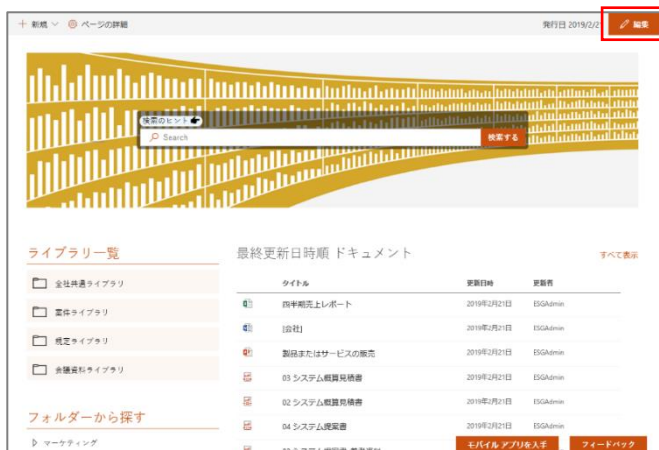 新規
ページの詳細
発行日 2019/2/21
編集
検索のヒント
Search
検索する
ライブラリ一覧
全社共通ライブラリ
案件ライブラリ
規定ライブラリ
会議資料ライブラリ
フォルダーから探す
マーケティング
最終更新日時順 ドキュメント
すべて表示
タイトル 更新日時 更新者
四半期売上レポート 2019年2月21日 ESGAdmin
[会社] 2019年2月21日 ESGAdmin
製品またはサービスの販売 2019年2月21日 ESGAdmin
03 システム概算見積書 2019年2月21日 ESGAdmin
02 システム概算見積書 2019年2月21日 ESGAdmin
04 システム提案書 2019年2月21日 ESGAdmin
モバイル アプリを入手
フィードバック